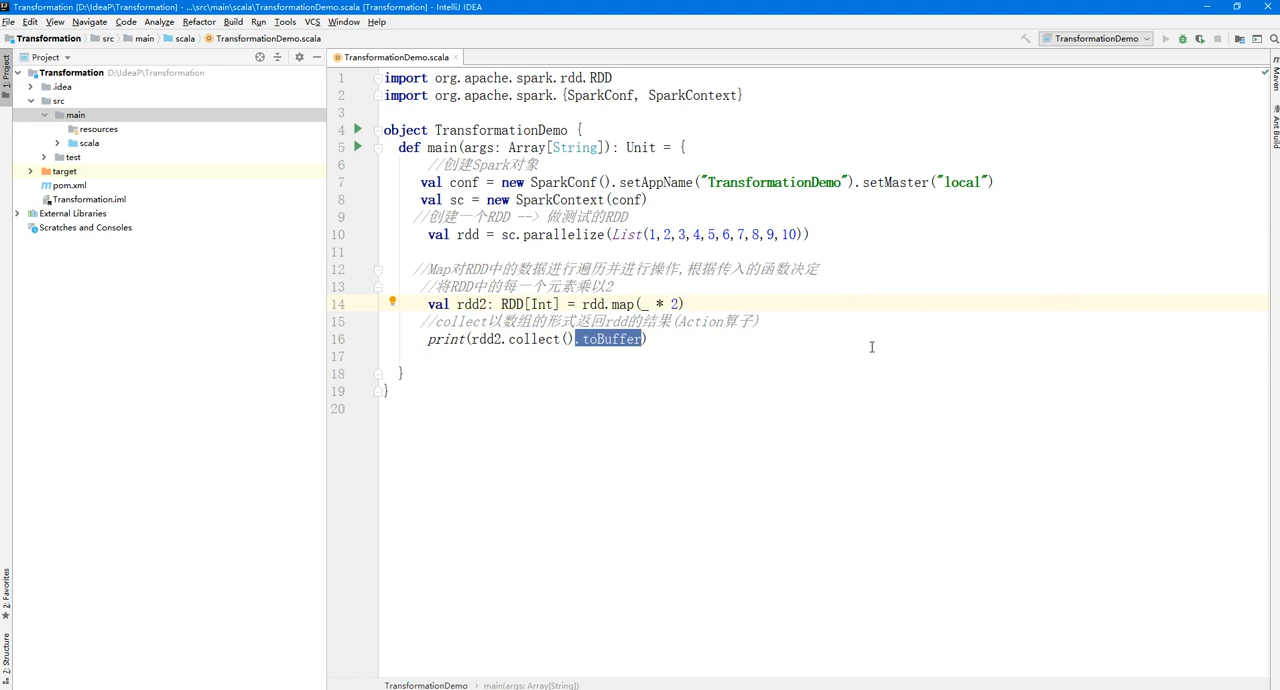 Transformation [D:\IdeaP\Transformation] - ...\src\main\scala\TransformationDemo.scala [Transformation] - IntelliJ IDEA
File Edit View Navigate Code Analyze Refactor Build Run Tools VCS Window Help
Transformation src main scala TransformationDemo.scala
TransformationDemo
Project
TransformationDemo.scala
1: Project
Transformation D:\IdeaP\Transformation
.idea
src
main
resources
scala
test
target
pom.xml
Transformation.iml
External Libraries
Scratches and Consoles
2: Favorites
7: Structure
1 import org.apache.spark.rdd.RDD
2 import org.apache.spark.{SparkConf, SparkContext}
3
4 object TransformationDemo {
5 def main(args: Array[String]): Unit = {
6 //创建Spark对象
7 val conf = new SparkConf().setAppName("TransformationDemo").setMaster("local")
8 val sc = new SparkContext(conf)
9 //创建一个RDD --> 做测试的RDD
10 val rdd = sc.parallelize(List(1,2,3,4,5,6,7,8,9,10))
11
12 //Map对RDD中的数据进行遍历并进行操作,根据传入的函数决定
13 //将RDD中的每一个元素乘以2
14 val rdd2: RDD[Int] = rdd.map(_ * 2)
15 //collect以数组的形式返回rdd的结果(Action算子)
16 print(rdd2.collect().toBuffer)
17
18 }
19 }
20
Maven
Ant Build
TransformationDemo main(args: Array[String])